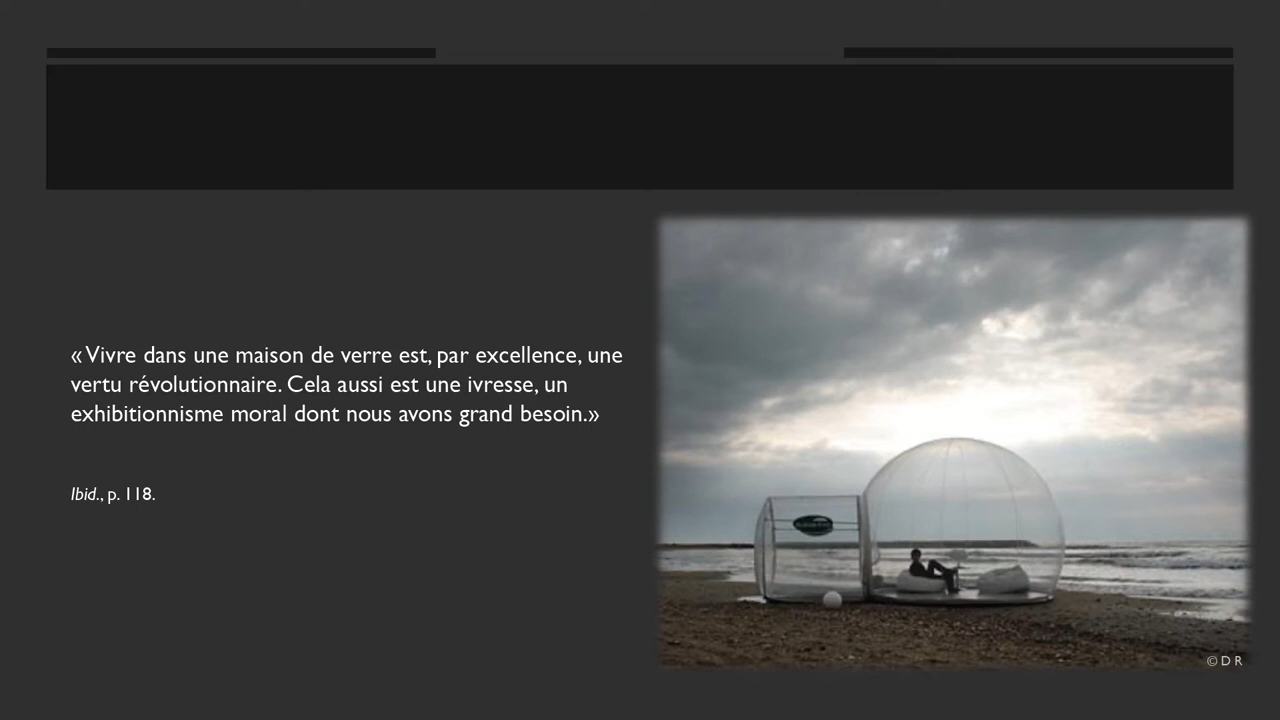 « Vivre dans une maison de verre est, par excellence, une
vertu révolutionnaire. Cela aussi est une ivresse, un
exhibitionnisme moral dont nous avons grand besoin.»
Ibid., p. 118.
© D R